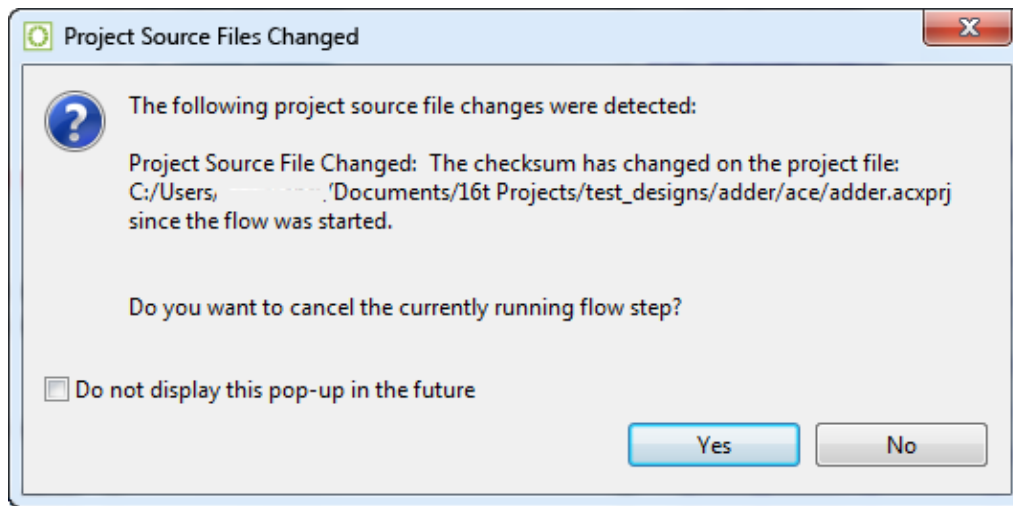 Project Source Files Changed
The following project source file changes were detected:
Project Source File Changed:  The checksum has changed on the project file:
C:/Users/ /Documents/16t Projects/test_designs/adder/ace/adder.acxprj
since the flow was started.
Do you want to cancel the currently running flow step?
Do not display this pop-up in the future
Yes
No